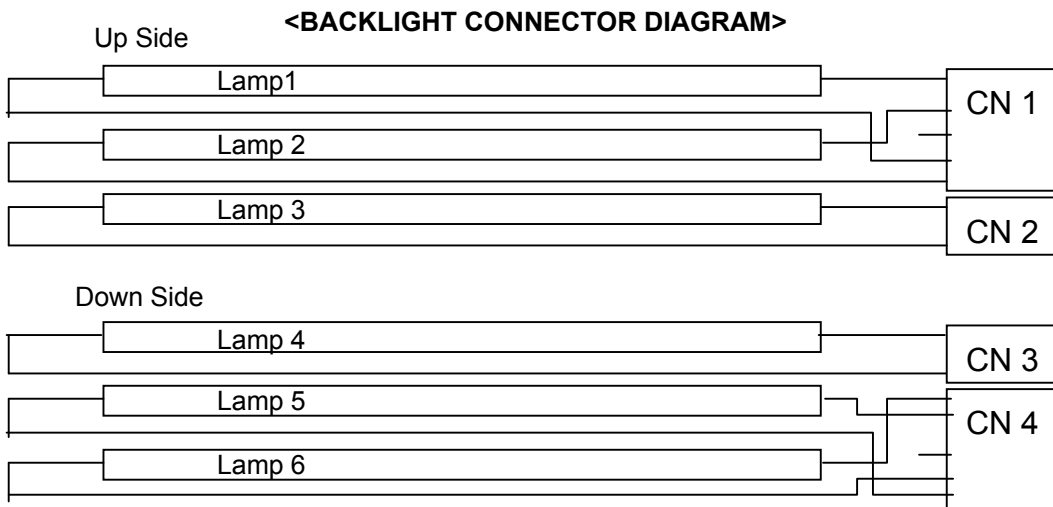 <BACKLIGHT CONNECTOR DIAGRAM>
Up Side
Lamp1
CN 1
Lamp 2
Lamp 3
CN 2
Down Side
Lamp 4
CN 3
Lamp 5
CN 4
Lamp 6